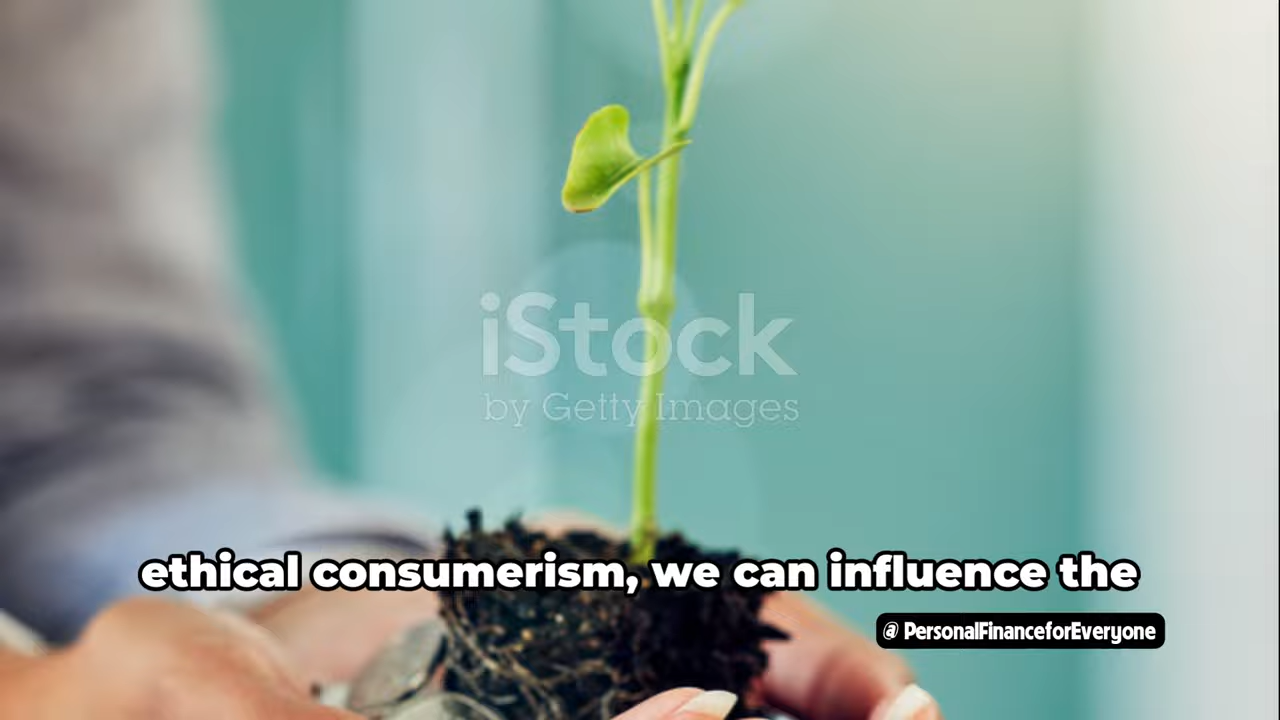 iStock
by Getty Images
ethical consumerism, we can influence the
@ PersonalFinanceforEveryone